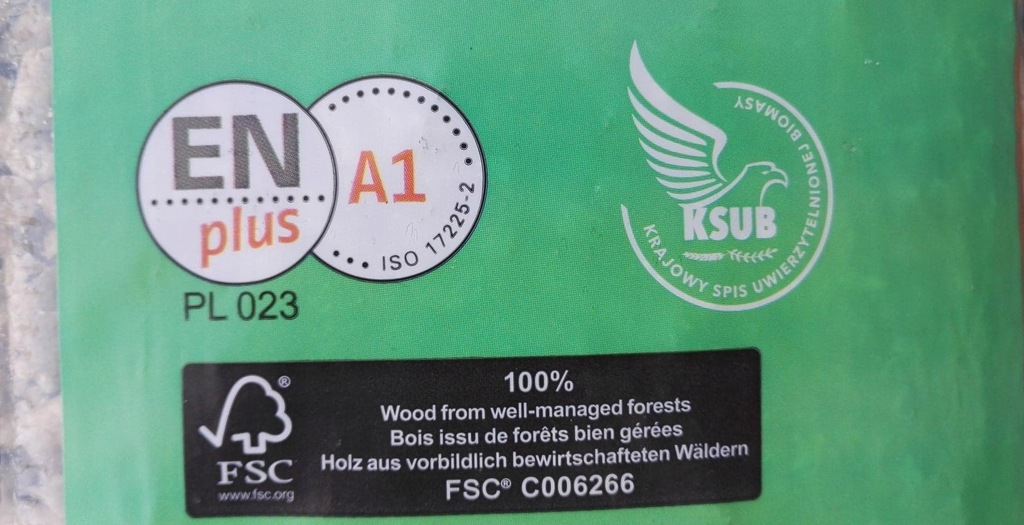 EN
plus
A1
ISO 17225-2
PL 023
KSUB
KRAJOWY SPIS UWIERZYTELNIONEJ BIOMASY
®
FSC
www.fsc.org
100%
Wood from well-managed forests
Bois issu de forêts bien gérées
Holz aus vorbildlich bewirtschafteten Wäldern
FSC® C006266